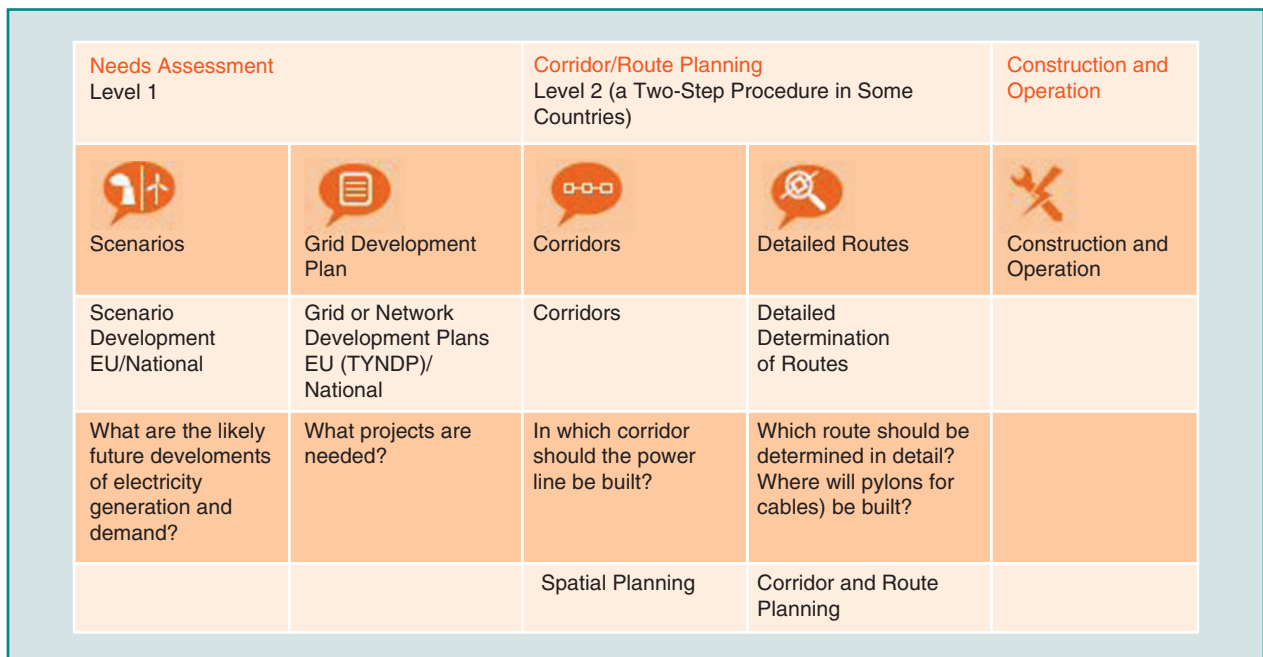 Needs Assessment
Level 1
Corridor/Route Planning
Level 2 (a Two-Step Procedure in Some
Countries)
Construction and
Operation
Scenarios
Grid Development
Plan
Corridors
Detailed Routes
Construction and
Operation
Scenario
Development
EU/National
Grid or Network
Development Plans
EU (TYNDP)/
National
Corridors
Detailed
Determination
of Routes
What are the likely
future develoments
of electricity
generation and
demand?
What projects are
needed?
In which corridor
should the power
line be built?
Which route should be
determined in detail?
Where will pylons for
cables) be built?
Spatial Planning
Corridor and Route
Planning